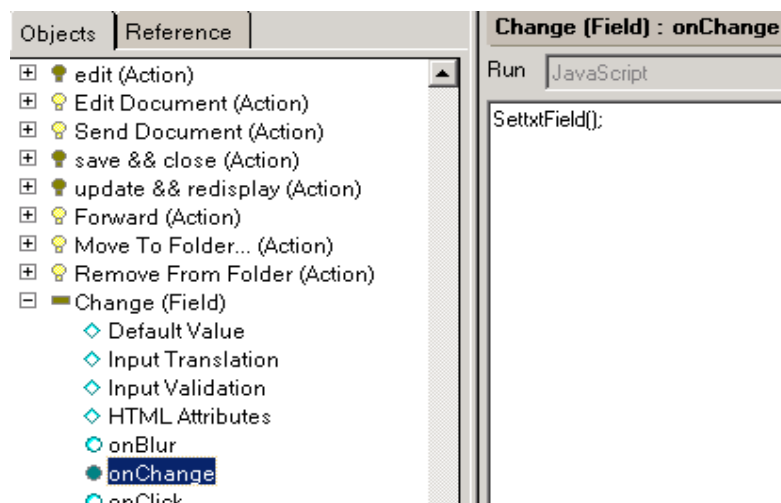 Objects
Reference
edit (Action)
Edit Document (Action)
Send Document (Action)
save && close (Action)
update && redisplay (Action)
Forward (Action)
Move To Folder... (Action)
Remove From Folder (Action)
Change (Field)
Default Value
Input Translation
Input Validation
HTML Attributes
onBlur
onChange
onClick
Change (Field) : onChange
Run JavaScript
SettxtField();